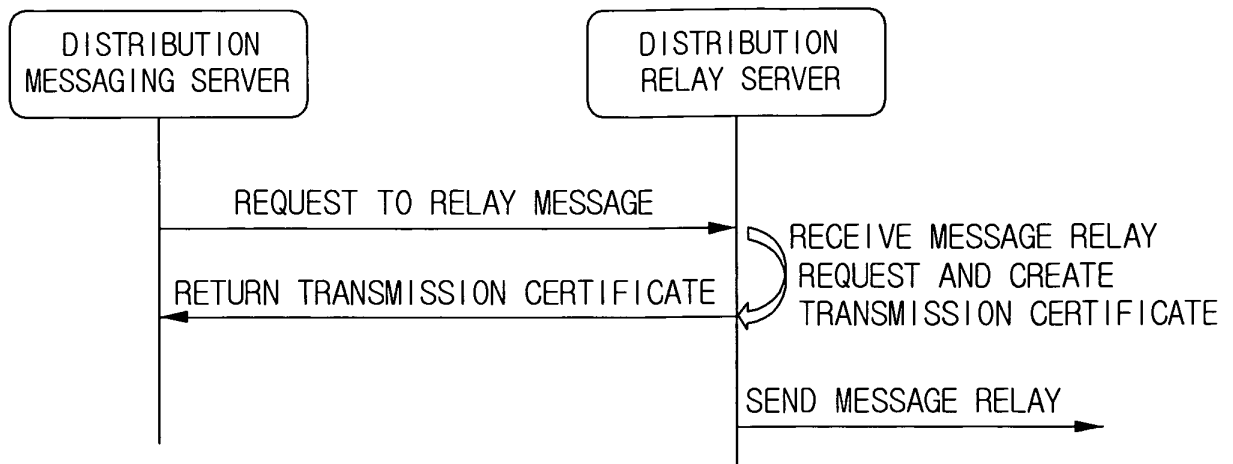 DISTRIBUTION
MESSAGING SERVER
DISTRIBUTION
RELAY SERVER
REQUEST TO RELAY MESSAGE
RECEIVE MESSAGE RELAY
REQUEST AND CREATE
TRANSMISSION CERTIFICATE
RETURN TRANSMISSION CERTIFICATE
SEND MESSAGE RELAY